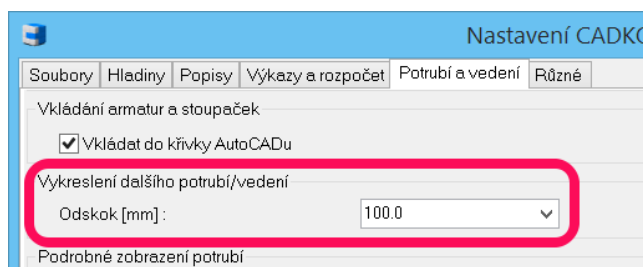 Nastavení CADKO
Soubory Hladiny Popisy Výkazy a rozpočet Potrubí a vedení Různé
Vkládání armatur a stoupaček
Vkládat do křivky AutoCADu
Vykreslení dalšího potrubí/vedení
Odskok [mm] : 100.0
Podrobné zobrazení potrubí